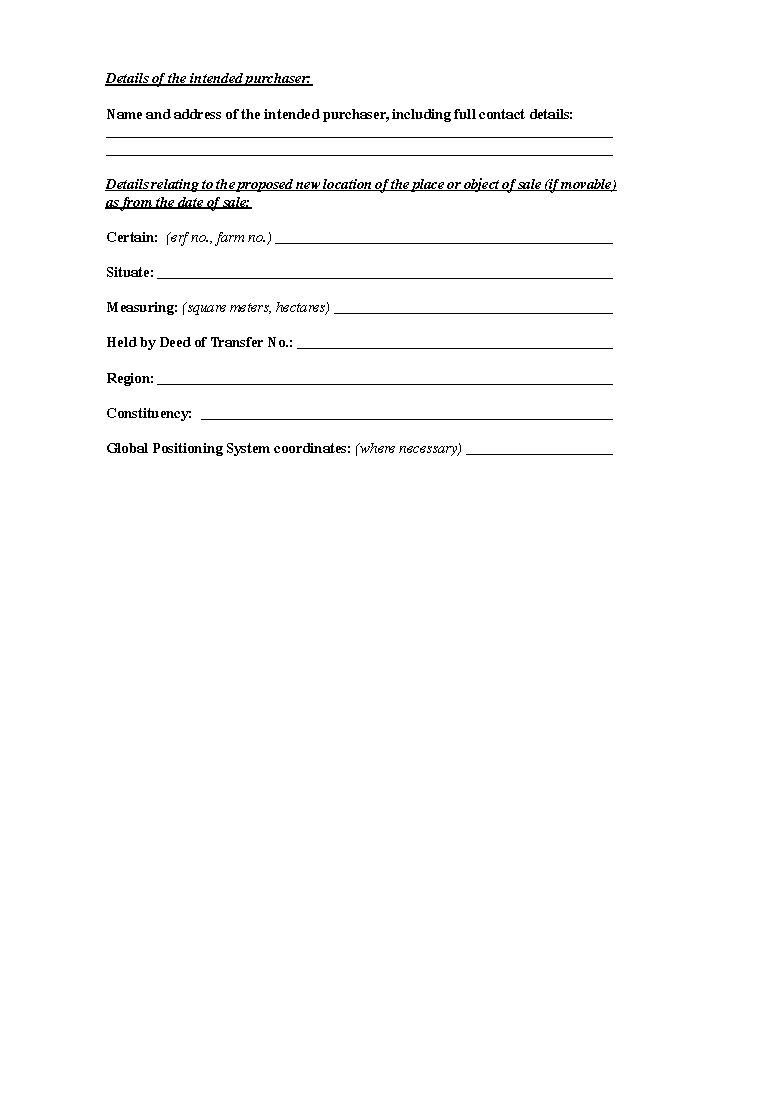 Details of the intended purchaser:
Name and address of the intended purchaser, including full contact details:
Details relating to the proposed new location of the place or object of sale (if movable)
as from the date of sale:
Certain: (erf no., farm no.)
Situate:
Measuring: (square meters, hectares)
Held by Deed of Transfer No.:
Region:
Constituency:
Global Positioning System coordinates: (where necessary)